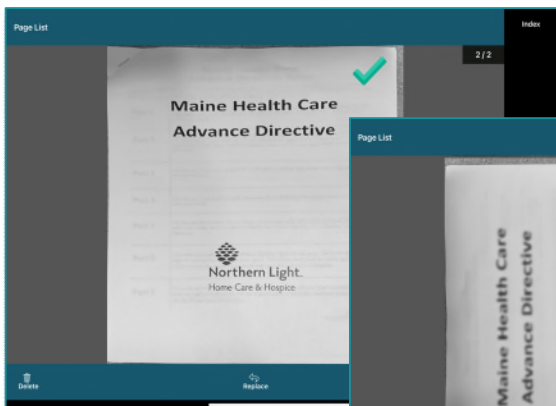 Page List
Index
2/2
Maine Health Care
Advance Directive
Northern Light.
Home Care & Hospice
Delete
Replace
Page List
Maine Health Care
Advance Directive